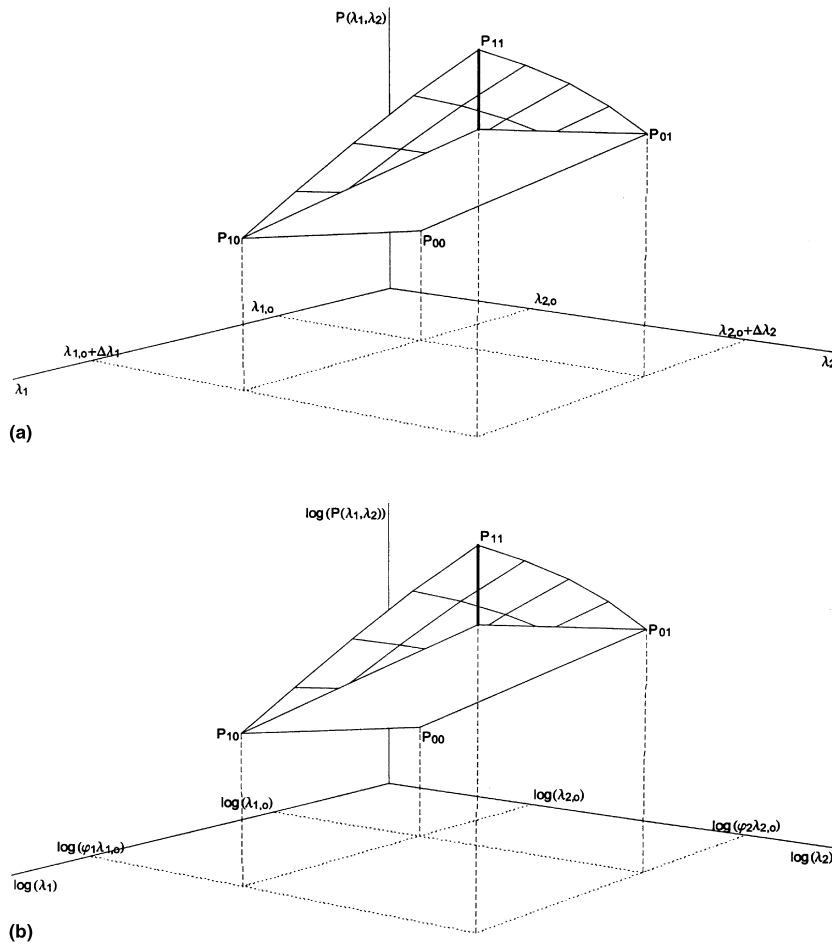 P(λ₁,λ₂)
P₁₁
P₀₁
P₁₀
P₀₀
λ₁,ₒ
λ₂,ₒ
λ₁,ₒ+Δλ₁
λ₂,ₒ+Δλ₂
λ₁
λ₂
(a)
log(P(λ₁,λ₂))
P₁₁
P₀₁
P₁₀
P₀₀
log(λ₁,ₒ)
log(λ₂,ₒ)
log(φ₁λ₁,ₒ)
log(φ₂λ₂,ₒ)
log(λ₁)
log(λ₂)
(b)